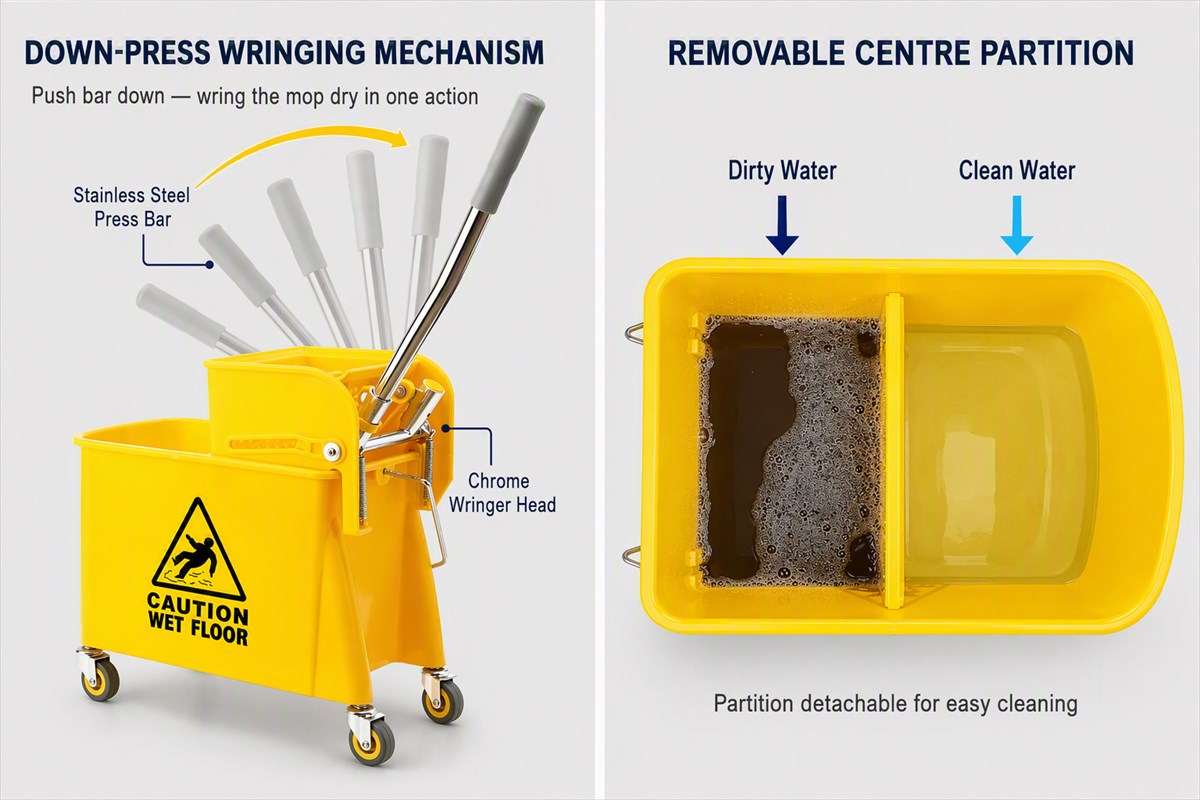 DOWN-PRESS WRINGING MECHANISM
Push bar down — wring the mop dry in one action
Stainless Steel
Press Bar
Chrome
Wringer Head
CAUTION
WET FLOOR
REMOVABLE CENTRE PARTITION
Dirty Water
Clean Water
Partition detachable for easy cleaning